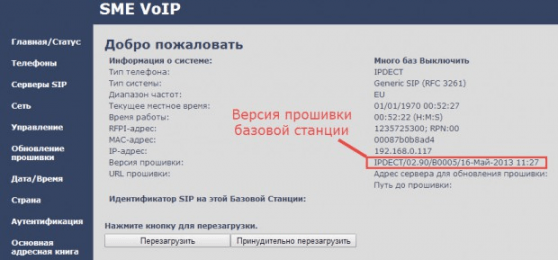 SME VoIP
Главная/Статус
Телефоны
Серверы SIP
Сеть
Управление
Обновление
прошивки
Дата/Время
Страна
Аутентификация
Основная
адресная книга
Добро пожаловать
Информация о системе: Много баз Выключить
Тип телефона: IPDECT
Тип системы: Generic SIP (RFC 3261)
Диапазон частот: EU
Текущее местное время: 01/01/1970 00:52:27
Время работы: 00:52:22 (H:M:S)
RFPI-адрес: 1235725300; RPN:00
MAC-адрес: 00087b0b8ad4
IP-адрес: 192.168.0.117
Версия прошивки: IPDECT/02.90/B0005/16-Май-2013 11:27
URL прошивки: Адрес сервера для обновления прошивки:
Путь до прошивки:
Версия прошивки
базовой станции
Идентификатор SIP на этой Базовой Станции:
Нажмите кнопку для перезагрузки.
Перезагрузить Принудительно перезагрузить